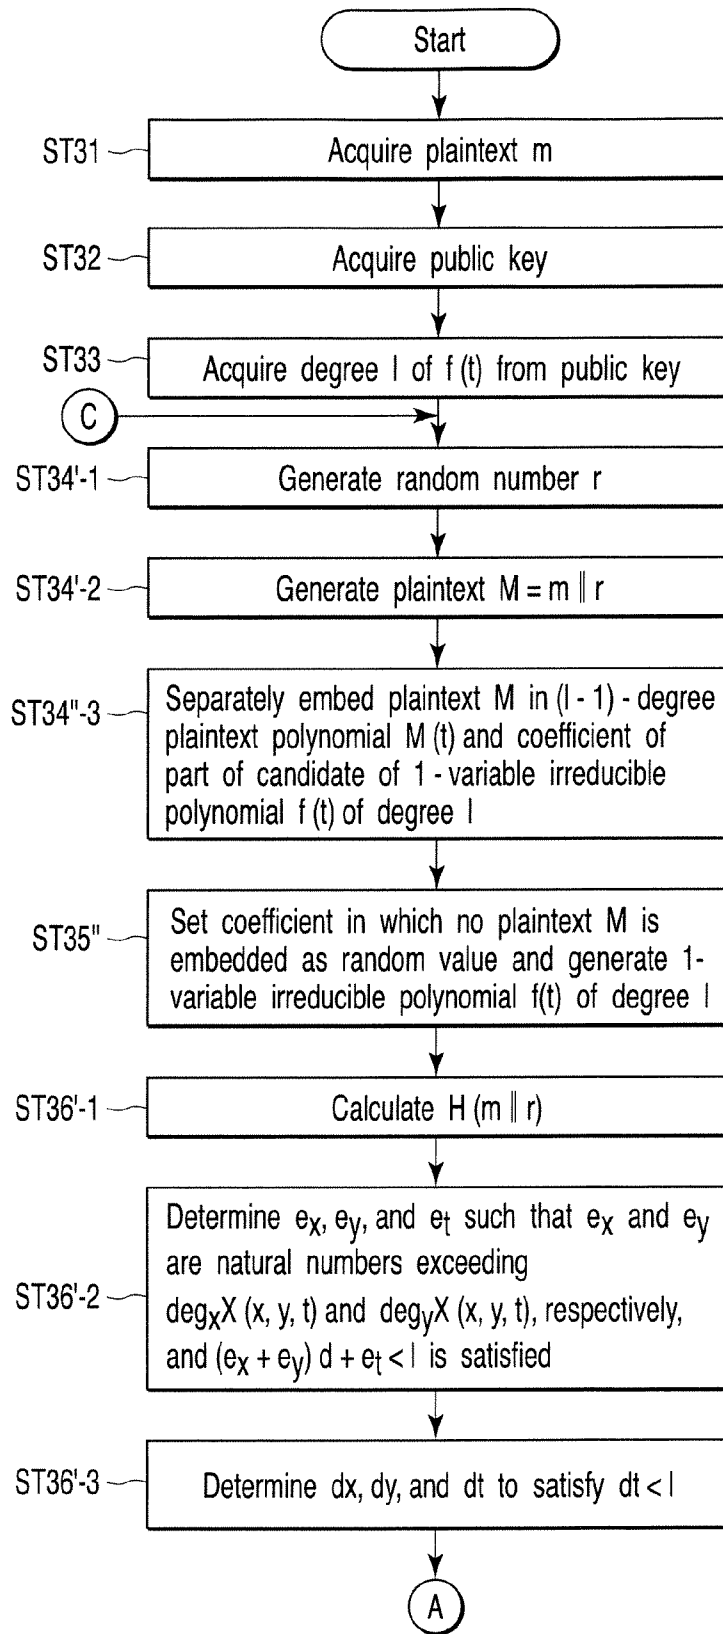 Start
ST31
Acquire plaintext m
ST32
Acquire public key
ST33
Acquire degree l of f (t) from public key
C
ST34'-1
Generate random number r
ST34'-2
Generate plaintext M = m || r
ST34"-3
Separately embed plaintext M in (l - 1) - degree
plaintext polynomial M (t) and coefficient of
part of candidate of 1 - variable irreducible
polynomial f (t) of degree l
ST35"
Set coefficient in which no plaintext M is
embedded as random value and generate 1-
variable irreducible polynomial f(t) of degree l
ST36'-1
Calculate H (m || r)
ST36'-2
Determine ex, ey, and et such that ex and ey
are natural numbers exceeding
degxX (x, y, t) and degyX (x, y, t), respectively,
and (ex + ey) d + et < l is satisfied
ST36'-3
Determine dx, dy, and dt to satisfy dt < l
A